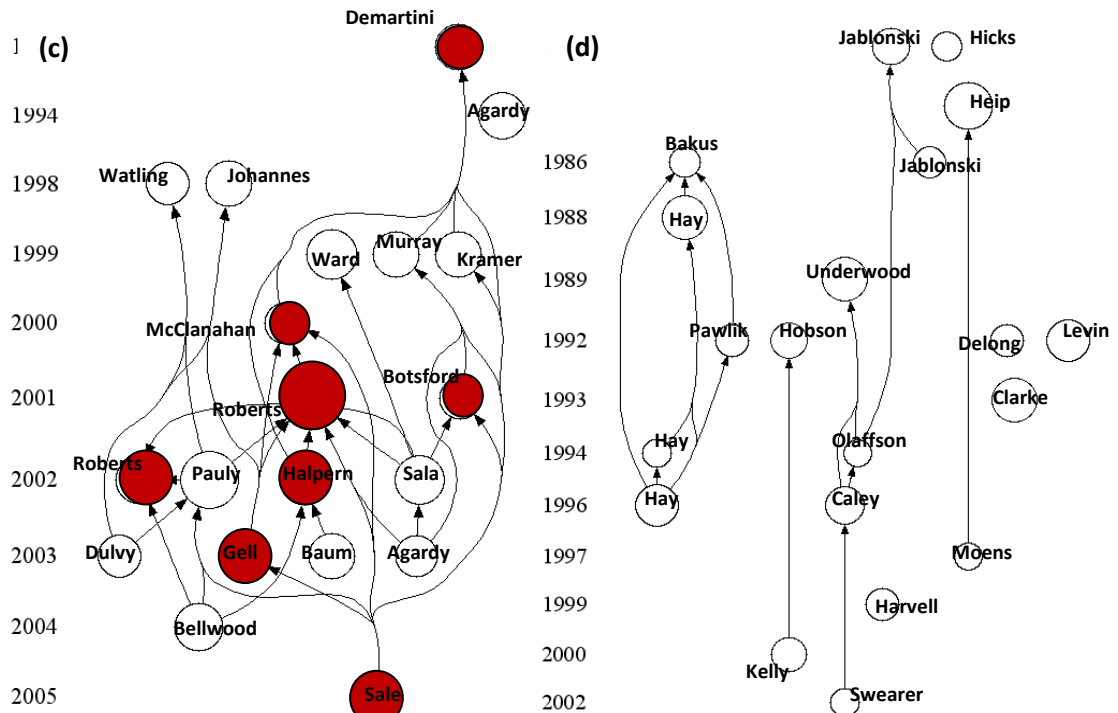 Demartini
1 (c)
1994 Agardy
Watling Johannes
1998
1999 Ward Murray Kramer
2000 McClanahan
Botsford
2001 Roberts
Roberts
2002 Pauly Halpern Sala
2003 Dulvy Gell Baum Agardy
2004 Bellwood
2005 Sale
(d) Jablonski Hicks
Heip
Bakus
1986 Jablonski
1988 Hay
1989 Underwood
1992 Pawlik Hobson Delong Levin
1993 Clarke
1994 Hay Olaffson
1996 Hay Caley
1997 Moens
1999 Harvell
2000 Kelly
2002 Swearer